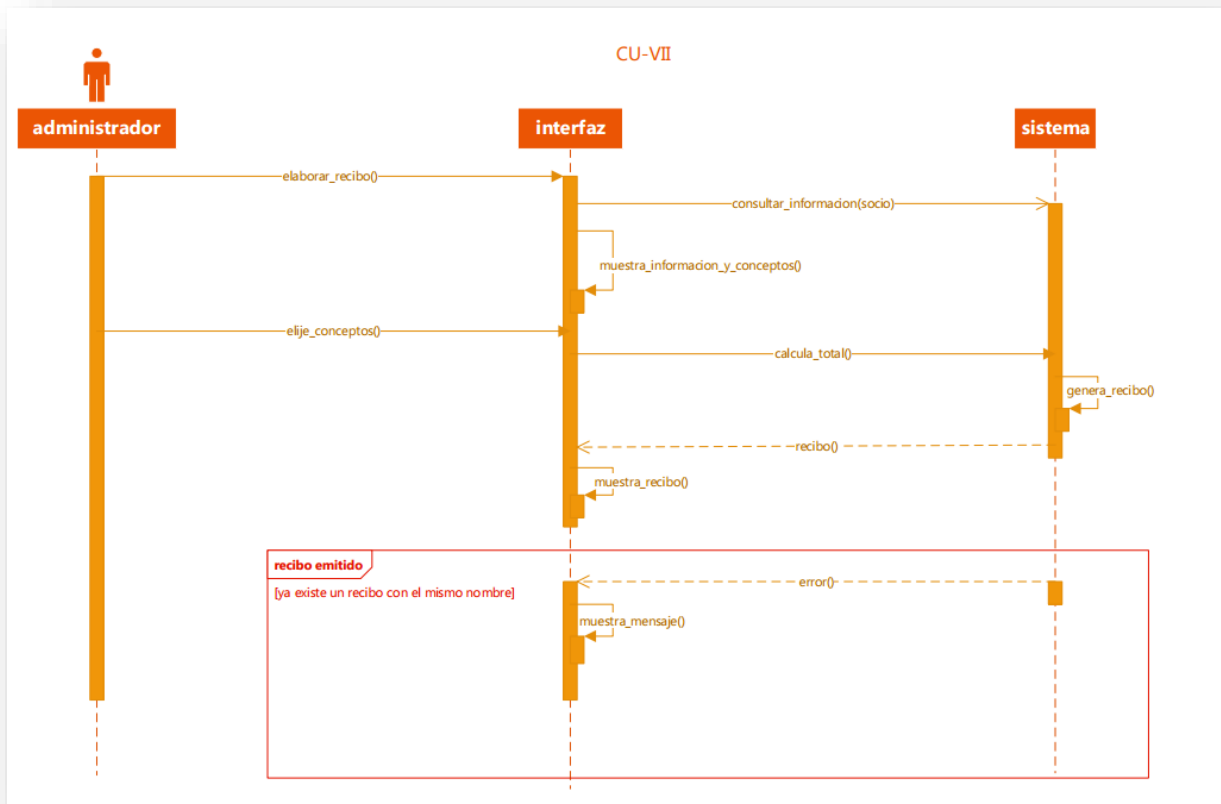 CU-VII
administrador
interfaz
sistema
elaborar_recibo()
consultar_informacion(socio)
muestra_informacion_y_conceptos()
elije_conceptos()
calcula_total()
genera_recibo()
recibo()
muestra_recibo()
recibo emitido
error()
[ya existe un recibo con el mismo nombre]
muestra_mensaje()